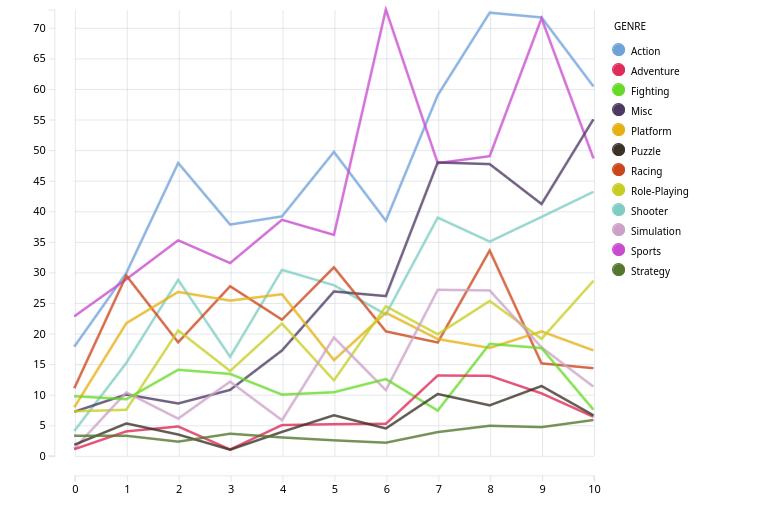 GENRE
Action
Adventure
Fighting
Misc
Platform
Puzzle
Racing
Role-Playing
Shooter
Simulation
Sports
Strategy
70
65
60
55
50
45
40
35
30
25
20
15
10
5
0
0 1 2 3 4 5 6 7 8 9 10